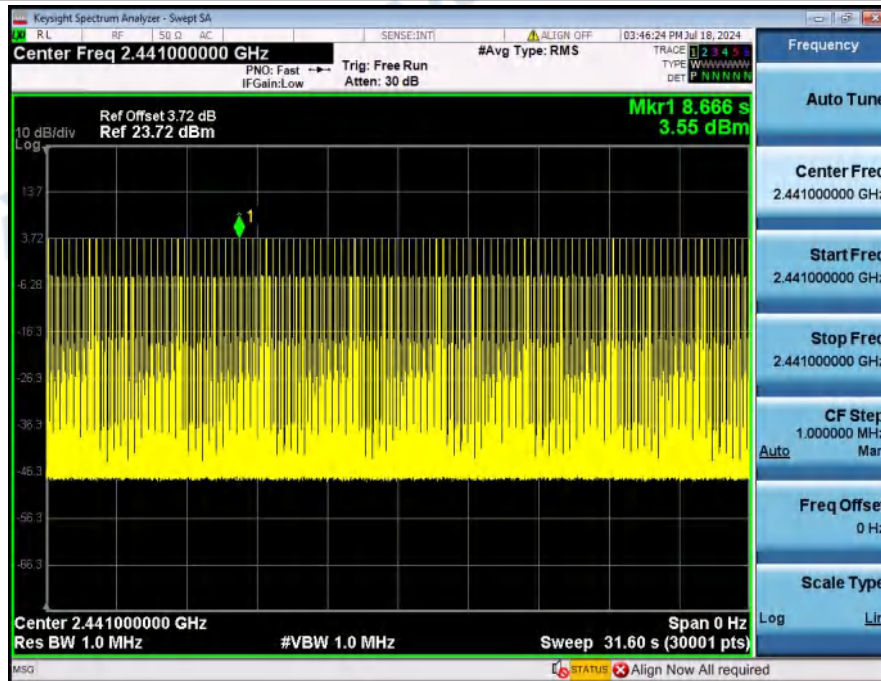 Keysight Spectrum Analyzer - Swept SA
RL RF 50 Ω AC SENSE:INT ALIGN OFF 03:46:24 PM Jul 18, 2024
Center Freq 2.441000000 GHz
#Avg Type: RMS
TRACE 1 2 3 4 5 6
PNO: Fast
Trig: Free Run
TYPE W
IFGain:Low
Atten: 30 dB
DET P N N N N N
Frequency
Auto Tune
Mkr1 8.666 s
3.55 dBm
Ref Offset 3.72 dB
10 dB/div Ref 23.72 dBm
Log
13.7
3.72
-6.28
-16.3
-26.3
-36.3
-46.3
-56.3
-66.3
1
Center Freq
2.441000000 GHz
Start Freq
2.441000000 GHz
Stop Freq
2.441000000 GHz
CF Step
1.000000 MHz
Auto Man
Freq Offset
0 Hz
Scale Type
Log Lin
Center 2.441000000 GHz Span 0 Hz
Res BW 1.0 MHz #VBW 1.0 MHz Sweep 31.60 s (30001 pts)
MSG STATUS Align Now All required